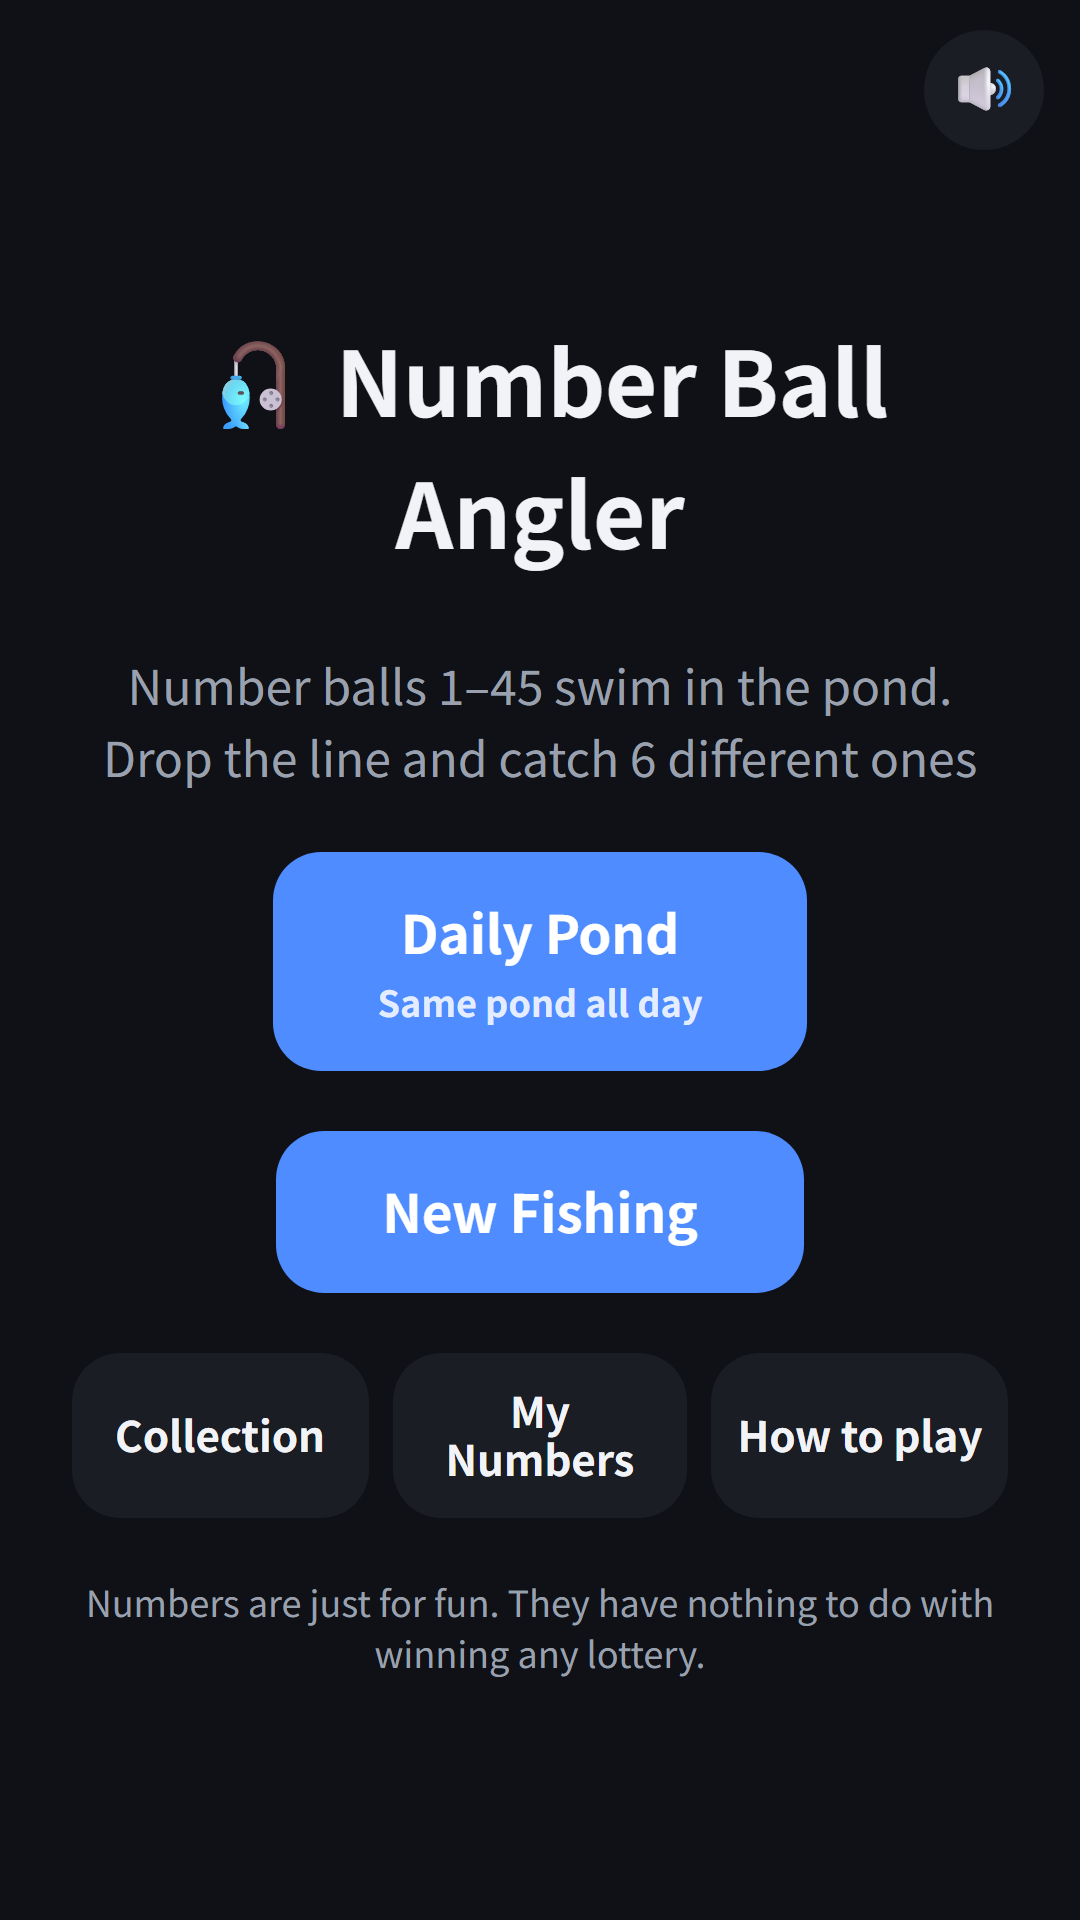 Number Ball
Angler
Number balls 1–45 swim in the pond.
Drop the line and catch 6 different ones
Daily Pond
Same pond all day
New Fishing
Collection
My
Numbers
How to play
Numbers are just for fun. They have nothing to do with
winning any lottery.